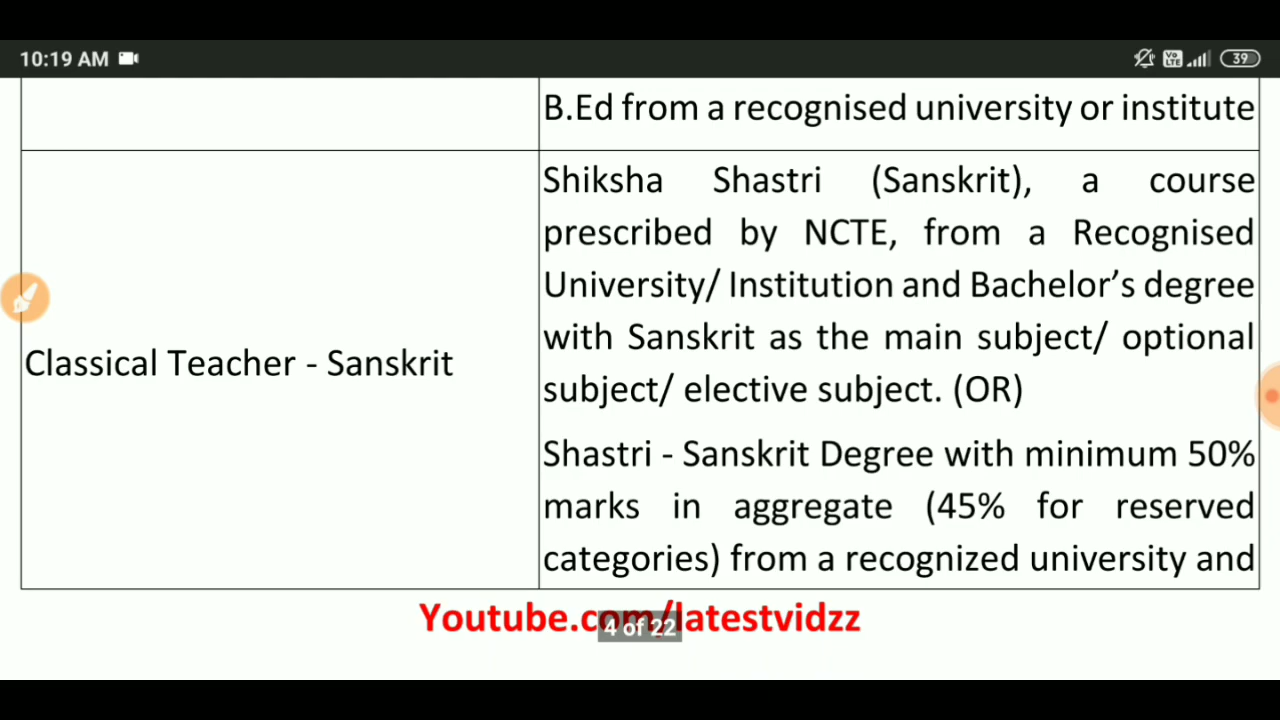 10:19 AM
Vo LTE
39
B.Ed from a recognised university or institute
Classical Teacher - Sanskrit
Shiksha Shastri (Sanskrit), a course
prescribed by NCTE, from a Recognised
University/ Institution and Bachelor’s degree
with Sanskrit as the main subject/ optional
subject/ elective subject. (OR)
Shastri - Sanskrit Degree with minimum 50%
marks in aggregate (45% for reserved
categories) from a recognized university and
Youtube.com/latestvidzz
4 of 22